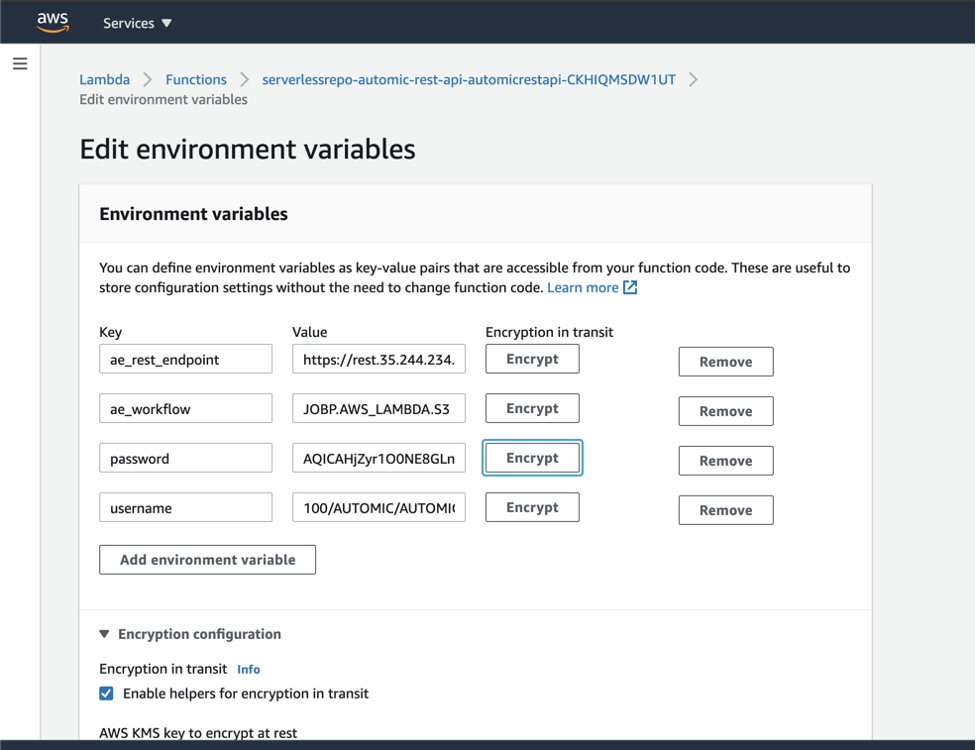 aws Services
Lambda Functions serverlessrepo-automic-rest-api-automicrestapi-CKHIQMSDW1UT
Edit environment variables
Edit environment variables
Environment variables
You can define environment variables as key-value pairs that are accessible from your function code. These are useful to
store configuration settings without the need to change function code. Learn more
Key Value Encryption in transit
ae_rest_endpoint https://rest.35.244.234. Encrypt Remove
ae_workflow JOBP.AWS_LAMBDA.S3 Encrypt Remove
password AQICAHjZyr1O0NE8GLn Encrypt Remove
username 100/AUTOMIC/AUTOMIC Encrypt Remove
Add environment variable
Encryption configuration
Encryption in transit Info
Enable helpers for encryption in transit
AWS KMS key to encrypt at rest